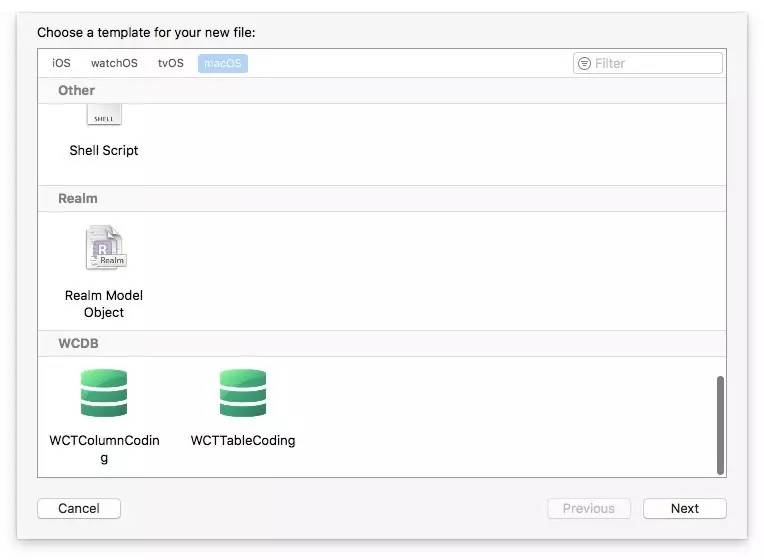 Choose a template for your new file:
iOS watchOS tvOS macOS Filter
Other
SHELL
Shell Script
Realm
R
Realm
Realm Model
Object
WCDB
WCTColumnCodin
g
WCTTableCoding
Cancel Previous Next